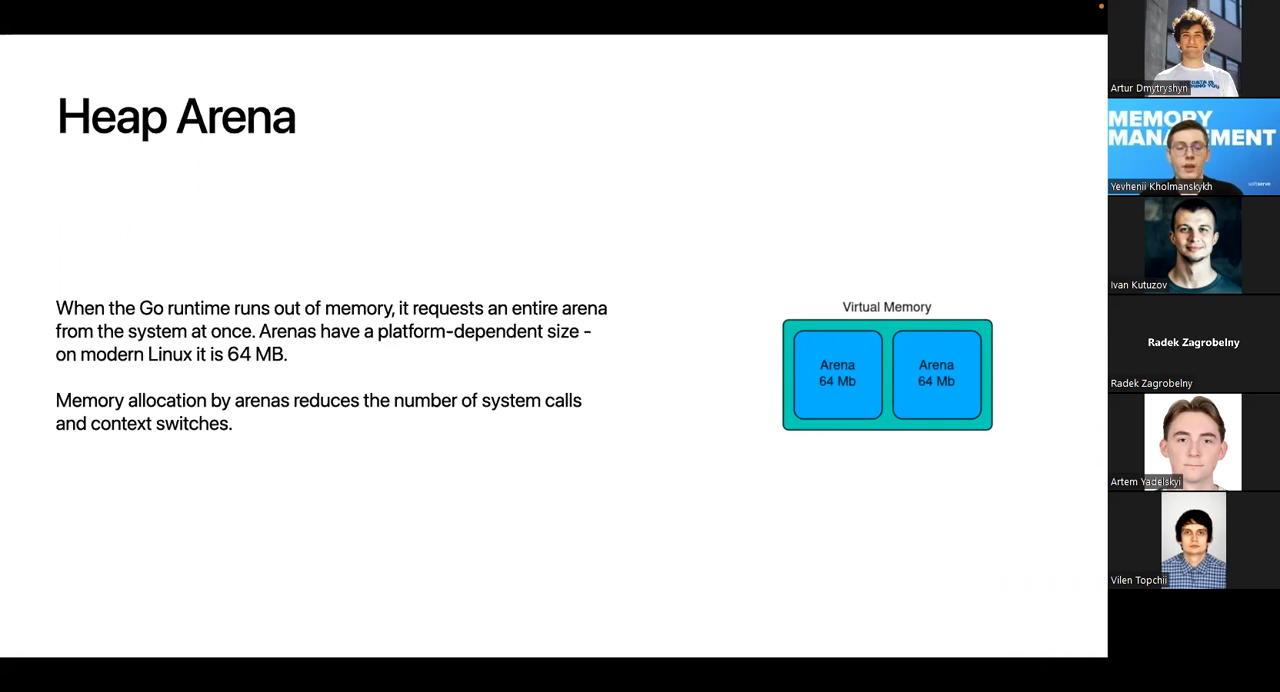 Heap Arena
When the Go runtime runs out of memory, it requests an entire arena
from the system at once. Arenas have a platform-dependent size -
on modern Linux it is 64 MB.
Memory allocation by arenas reduces the number of system calls
and context switches.
Virtual Memory
Arena
64 Mb
Arena
64 Mb
Artur Dmytryshyn
MEMORY
MANAGEMENT
softserve
Yevhenii Kholmanskykh
Ivan Kutuzov
Radek Zagrobelny
Radek Zagrobelny
Artem Yadelskyi
Vilen Topchii